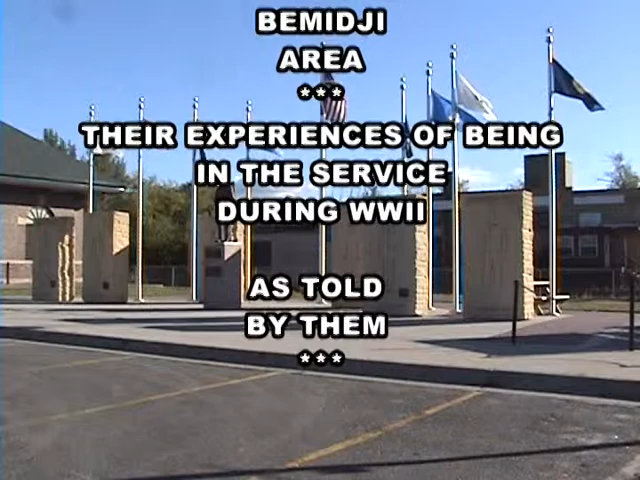 BEMIDJI
AREA
***
THEIR EXPERIENCES OF BEING
IN THE SERVICE
DURING WWII
AS TOLD
BY THEM
***